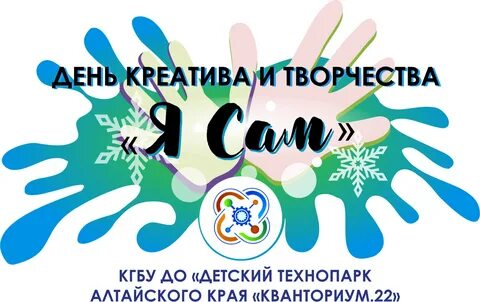 ДЕНЬ КРЕАТИВА И ТВОРЧЕСТВА
«Я Сам»
КГБУ ДО «ДЕТСКИЙ ТЕХНОПАРК
АЛТАЙСКОГО КРАЯ «КВАНТОРИУМ.22»